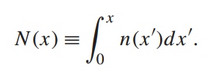 N(x) ≡ ∫₀ˣ n(x′)dx′.